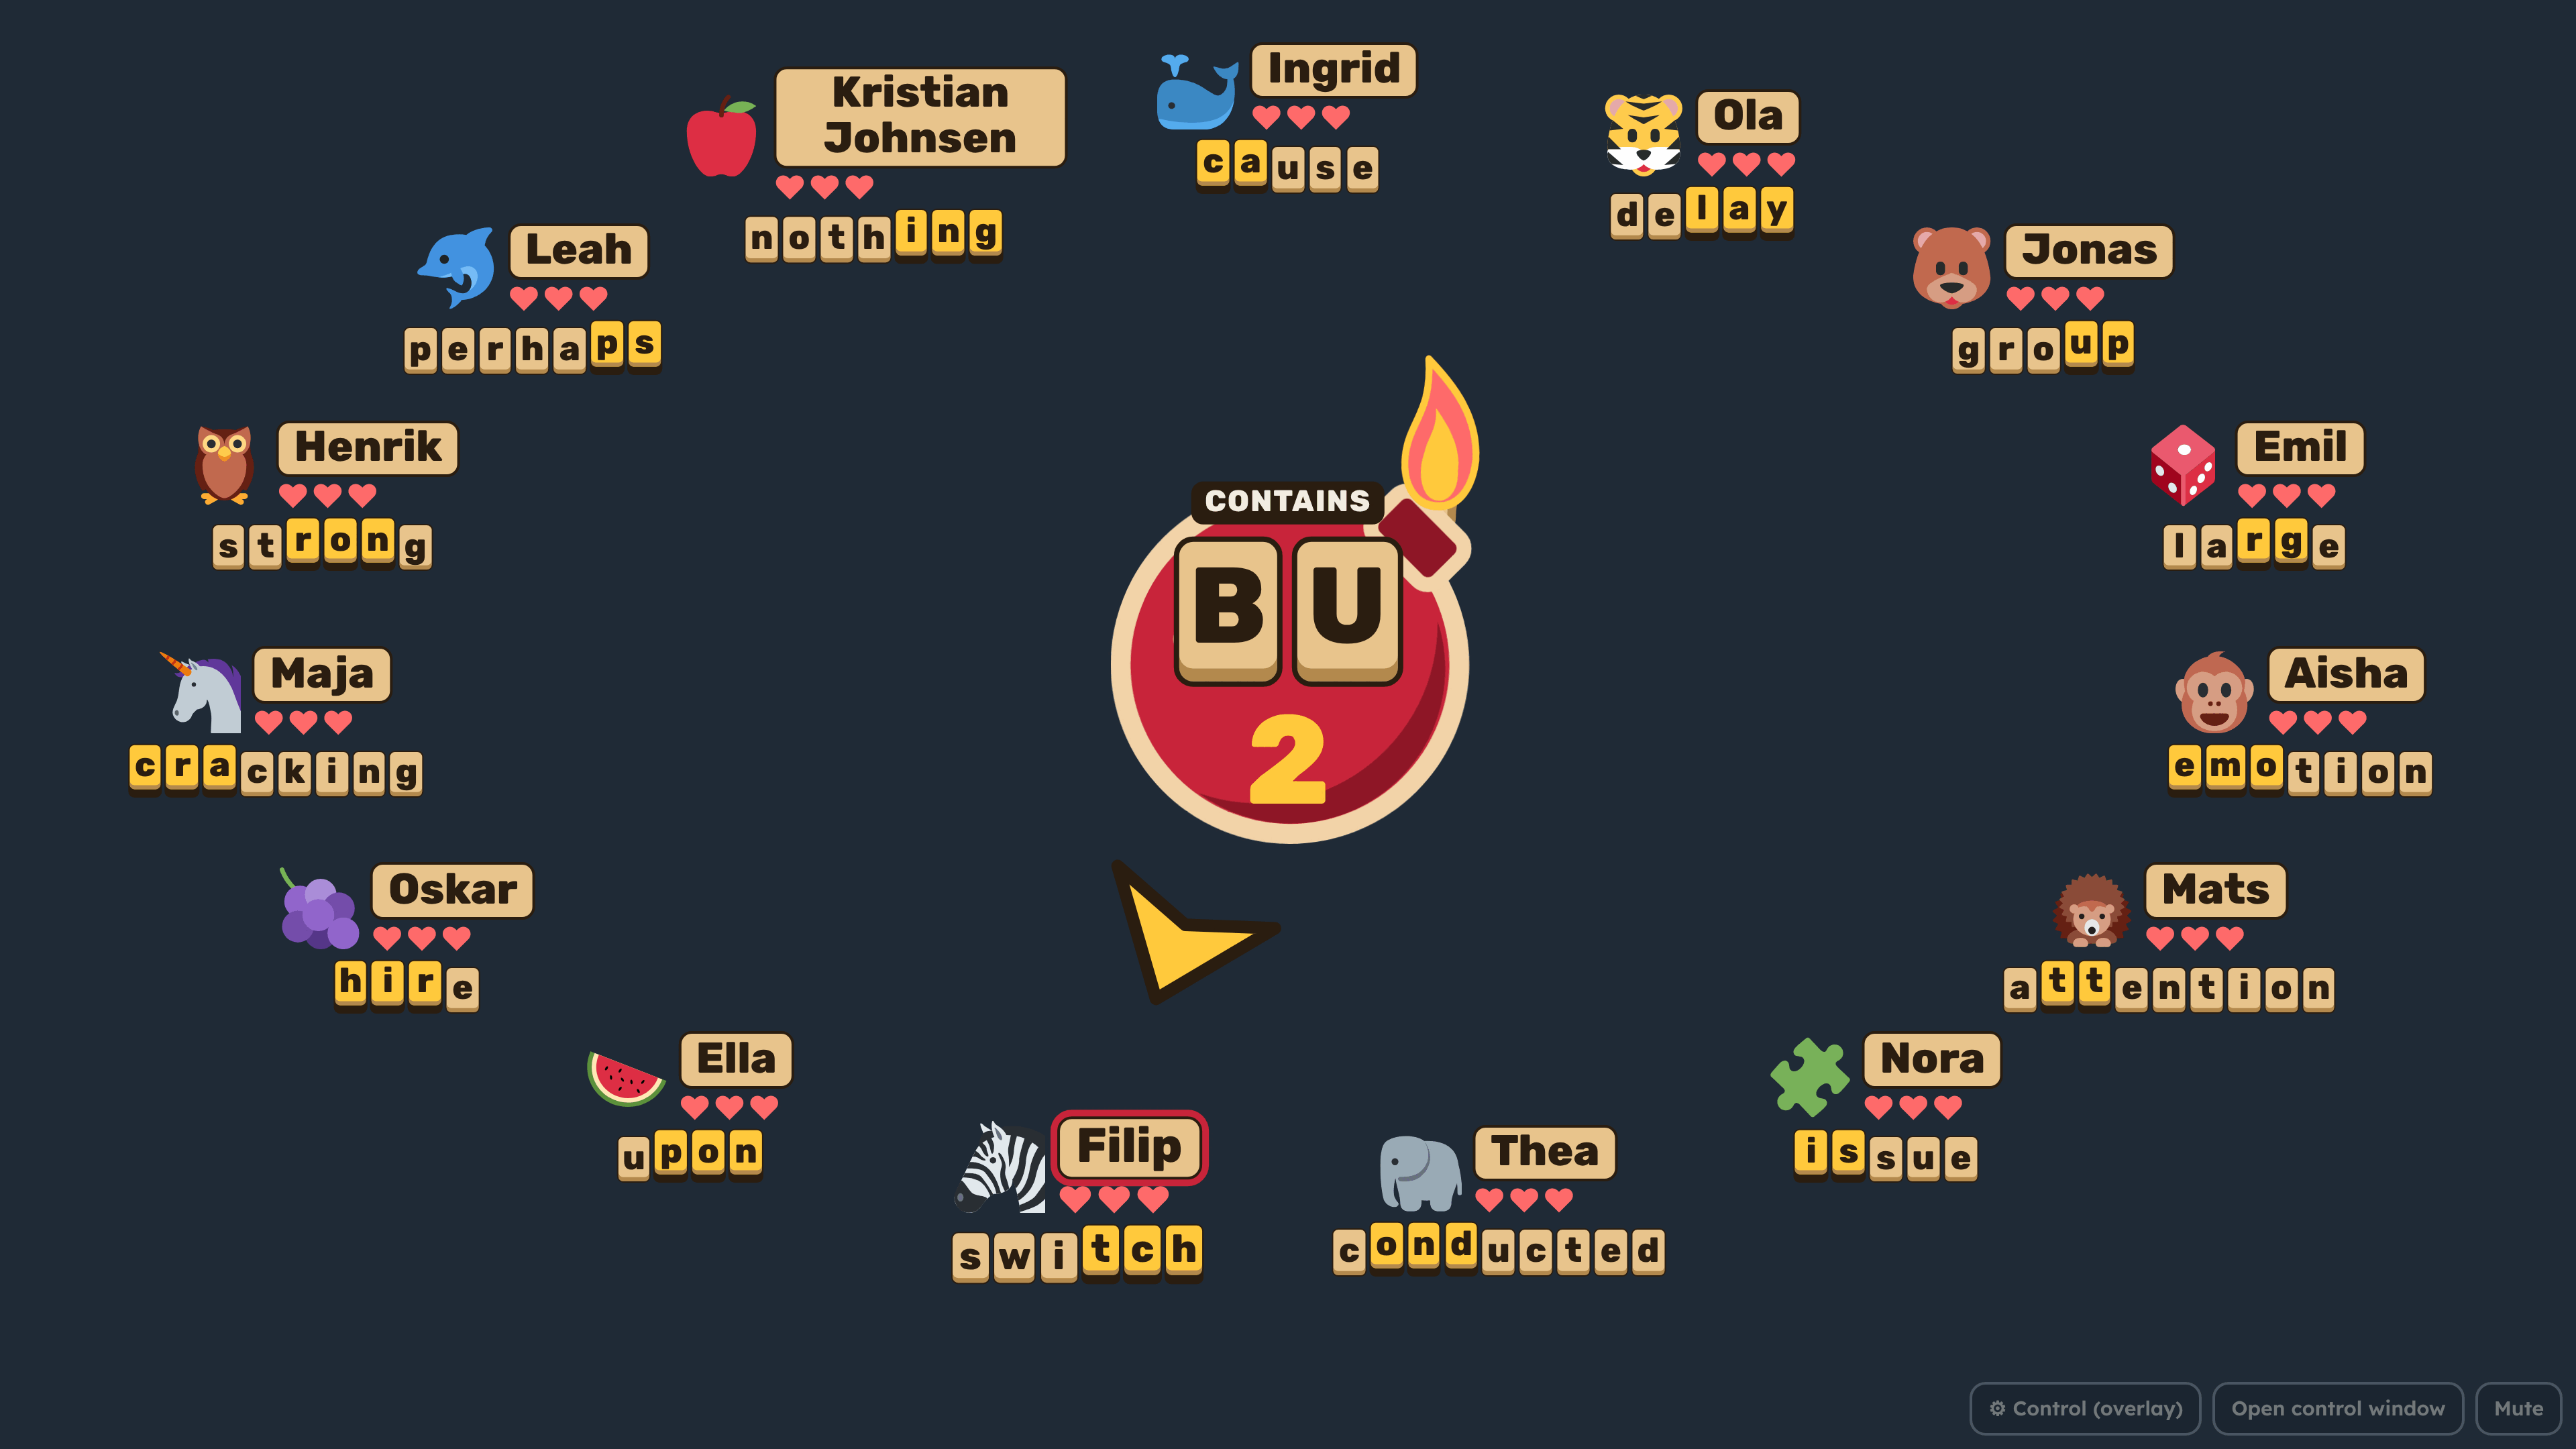 Ingrid
cause
Kristian
Johnsen
nothing
Ola
delay
Leah
perhaps
Jonas
group
Henrik
strong
Emil
large
CONTAINS
BU
2
Maja
cracking
Aisha
emotion
Oskar
hire
Mats
attention
Ella
upon
Nora
issue
Filip
switch
Thea
conducted
Control (overlay)
Open control window
Mute